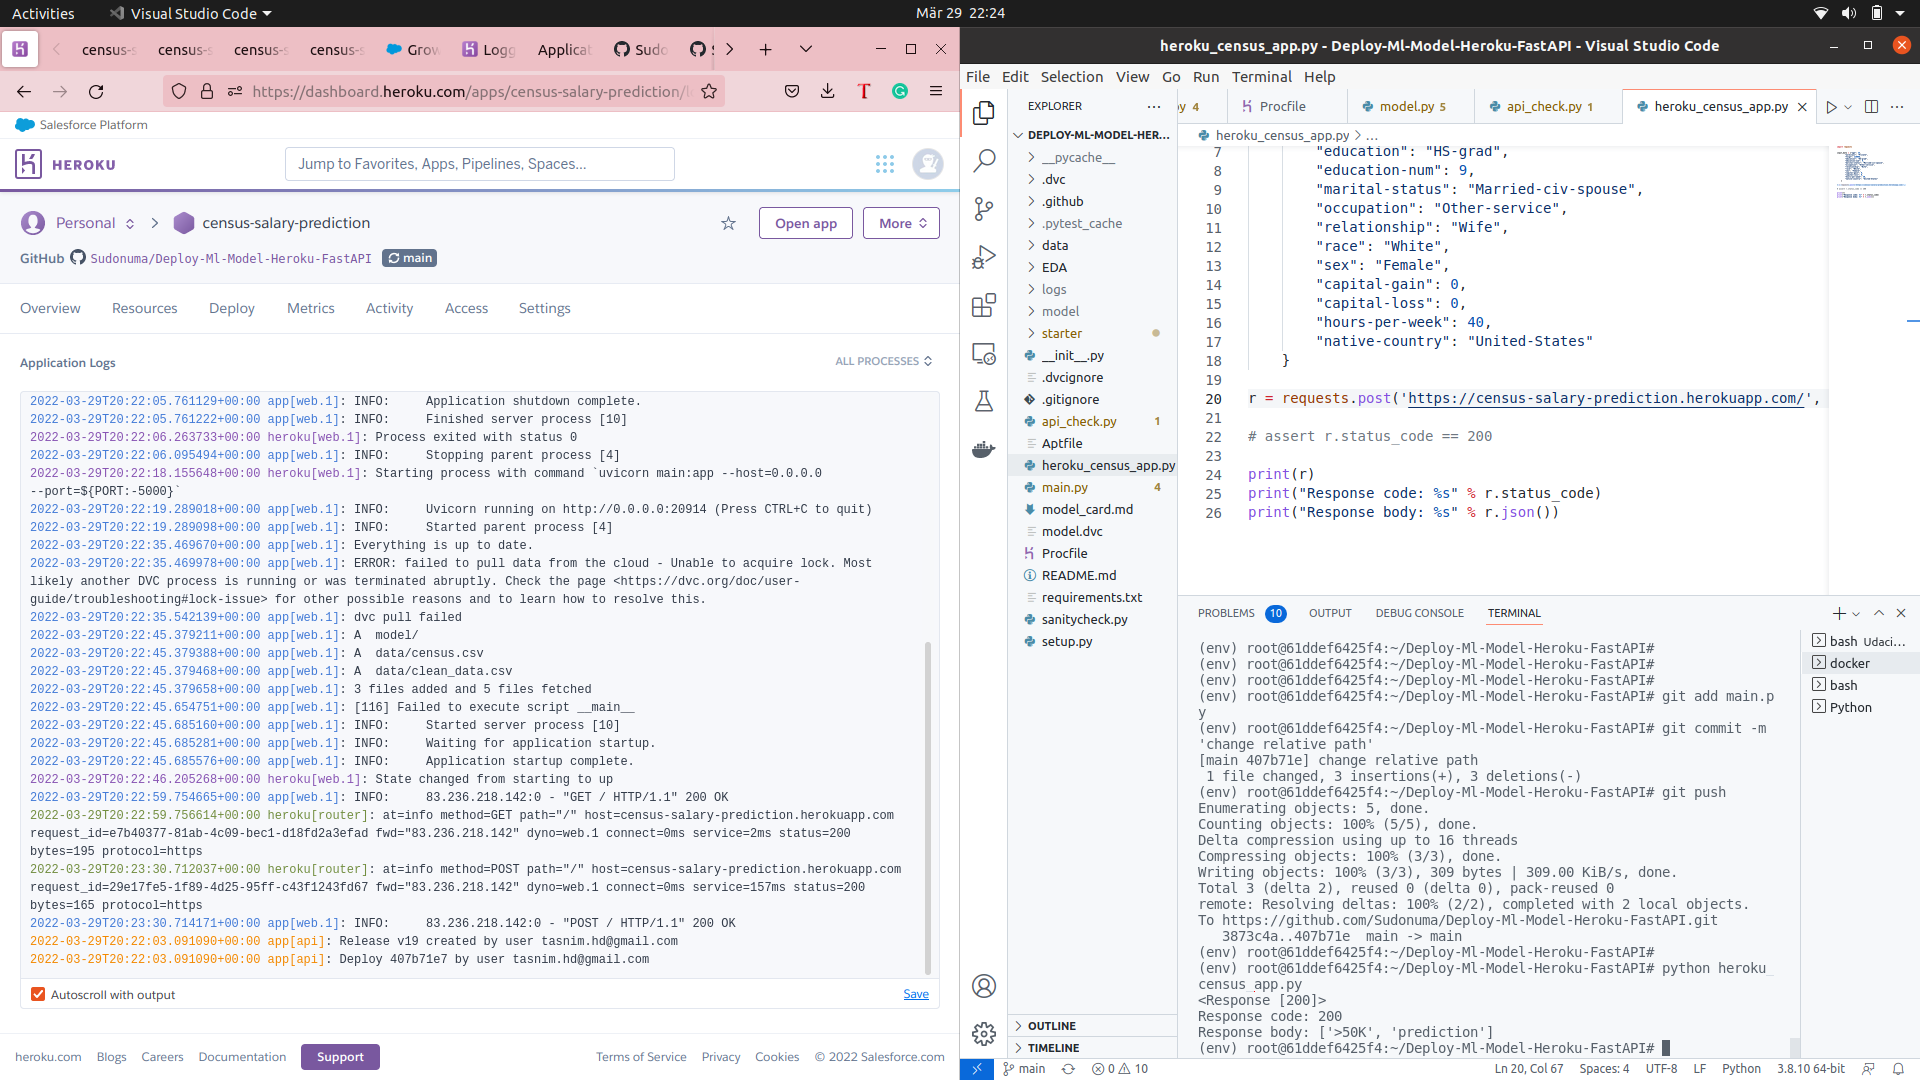 Activities
Visual Studio Code
Mär 29  22:24
census-s
census-s
census-s
census-s
Grow
Logg
Applicat
Sudo
https://dashboard.heroku.com/apps/census-salary-prediction/l
Salesforce Platform
HEROKU
Jump to Favorites, Apps, Pipelines, Spaces...
Personal
census-salary-prediction
Open app
More
GitHub
Sudonuma/Deploy-Ml-Model-Heroku-FastAPI
main
Overview
Resources
Deploy
Metrics
Activity
Access
Settings
Application Logs
ALL PROCESSES
2022-03-29T20:22:05.761129+00:00 app[web.1]: INFO:     Application shutdown complete.
2022-03-29T20:22:05.761222+00:00 app[web.1]: INFO:     Finished server process [10]
2022-03-29T20:22:06.263733+00:00 heroku[web.1]: Process exited with status 0
2022-03-29T20:22:06.095494+00:00 app[web.1]: INFO:     Stopping parent process [4]
2022-03-29T20:22:18.155648+00:00 heroku[web.1]: Starting process with command `uvicorn main:app --host=0.0.0.0
--port=${PORT:-5000}`
2022-03-29T20:22:19.289018+00:00 app[web.1]: INFO:     Uvicorn running on http://0.0.0.0:20914 (Press CTRL+C to quit)
2022-03-29T20:22:19.289098+00:00 app[web.1]: INFO:     Started parent process [4]
2022-03-29T20:22:35.469670+00:00 app[web.1]: Everything is up to date.
2022-03-29T20:22:35.469978+00:00 app[web.1]: ERROR: failed to pull data from the cloud - Unable to acquire lock. Most
likely another DVC process is running or was terminated abruptly. Check the page <https://dvc.org/doc/user-
guide/troubleshooting#lock-issue> for other possible reasons and to learn how to resolve this.
2022-03-29T20:22:35.542139+00:00 app[web.1]: dvc pull failed
2022-03-29T20:22:45.379211+00:00 app[web.1]: A  model/
2022-03-29T20:22:45.379388+00:00 app[web.1]: A  data/census.csv
2022-03-29T20:22:45.379468+00:00 app[web.1]: A  data/clean_data.csv
2022-03-29T20:22:45.379658+00:00 app[web.1]: 3 files added and 5 files fetched
2022-03-29T20:22:45.654751+00:00 app[web.1]: [116] Failed to execute script __main__
2022-03-29T20:22:45.685160+00:00 app[web.1]: INFO:     Started server process [10]
2022-03-29T20:22:45.685281+00:00 app[web.1]: INFO:     Waiting for application startup.
2022-03-29T20:22:45.685576+00:00 app[web.1]: INFO:     Application startup complete.
2022-03-29T20:22:46.205268+00:00 heroku[web.1]: State changed from starting to up
2022-03-29T20:22:59.754665+00:00 app[web.1]: INFO:     83.236.218.142:0 - "GET / HTTP/1.1" 200 OK
2022-03-29T20:22:59.756614+00:00 heroku[router]: at=info method=GET path="/" host=census-salary-prediction.herokuapp.com
request_id=e7b40377-81ab-4c09-bec1-d18fd2a3efad fwd="83.236.218.142" dyno=web.1 connect=0ms service=2ms status=200
bytes=195 protocol=https
2022-03-29T20:23:30.712037+00:00 heroku[router]: at=info method=POST path="/" host=census-salary-prediction.herokuapp.com
request_id=29e17fe5-1f89-4d25-95ff-c43f1243fd67 fwd="83.236.218.142" dyno=web.1 connect=0ms service=157ms status=200
bytes=165 protocol=https
2022-03-29T20:23:30.714171+00:00 app[web.1]: INFO:     83.236.218.142:0 - "POST / HTTP/1.1" 200 OK
2022-03-29T20:22:03.091090+00:00 app[api]: Release v19 created by user tasnim.hd@gmail.com
2022-03-29T20:22:03.091090+00:00 app[api]: Deploy 407b71e7 by user tasnim.hd@gmail.com
Autoscroll with output
Save
heroku.com
Blogs
Careers
Documentation
Support
Terms of Service
Privacy
Cookies
© 2022 Salesforce.com
heroku_census_app.py - Deploy-Ml-Model-Heroku-FastAPI - Visual Studio Code
File
Edit
Selection
View
Go
Run
Terminal
Help
EXPLORER
DEPLOY-ML-MODEL-HER...
__pycache__
.dvc
.github
.pytest_cache
data
EDA
logs
model
starter
__init__.py
.dvcignore
.gitignore
api_check.py 1
Aptfile
heroku_census_app.py
main.py 4
model_card.md
model.dvc
Procfile
README.md
requirements.txt
sanitycheck.py
setup.py
OUTLINE
TIMELINE
y 4
Procfile
model.py 5
api_check.py 1
heroku_census_app.py
heroku_census_app.py > ...
7 "education": "HS-grad",
8 "education-num": 9,
9 "marital-status": "Married-civ-spouse",
10 "occupation": "Other-service",
11 "relationship": "Wife",
12 "race": "White",
13 "sex": "Female",
14 "capital-gain": 0,
15 "capital-loss": 0,
16 "hours-per-week": 40,
17 "native-country": "United-States"
18 }
19
20 r = requests.post('https://census-salary-prediction.herokuapp.com/',
21
22 # assert r.status_code == 200
23
24 print(r)
25 print("Response code: %s" % r.status_code)
26 print("Response body: %s" % r.json())
PROBLEMS 10
OUTPUT
DEBUG CONSOLE
TERMINAL
(env) root@61ddef6425f4:~/Deploy-Ml-Model-Heroku-FastAPI#
(env) root@61ddef6425f4:~/Deploy-Ml-Model-Heroku-FastAPI#
(env) root@61ddef6425f4:~/Deploy-Ml-Model-Heroku-FastAPI#
(env) root@61ddef6425f4:~/Deploy-Ml-Model-Heroku-FastAPI# git add main.p
y
(env) root@61ddef6425f4:~/Deploy-Ml-Model-Heroku-FastAPI# git commit -m
'change relative path'
[main 407b71e] change relative path
1 file changed, 3 insertions(+), 3 deletions(-)
(env) root@61ddef6425f4:~/Deploy-Ml-Model-Heroku-FastAPI# git push
Enumerating objects: 5, done.
Counting objects: 100% (5/5), done.
Delta compression using up to 16 threads
Compressing objects: 100% (3/3), done.
Writing objects: 100% (3/3), 309 bytes | 309.00 KiB/s, done.
Total 3 (delta 2), reused 0 (delta 0), pack-reused 0
remote: Resolving deltas: 100% (2/2), completed with 2 local objects.
To https://github.com/Sudonuma/Deploy-Ml-Model-Heroku-FastAPI.git
3873c4a..407b71e  main -> main
(env) root@61ddef6425f4:~/Deploy-Ml-Model-Heroku-FastAPI#
(env) root@61ddef6425f4:~/Deploy-Ml-Model-Heroku-FastAPI# python heroku_
census_app.py
<Response [200]>
Response code: 200
Response body: ['>50K', 'prediction']
(env) root@61ddef6425f4:~/Deploy-Ml-Model-Heroku-FastAPI#
bash Udaci...
docker
bash
Python
main
0
10
Ln 20, Col 67
Spaces: 4
UTF-8
LF
Python
3.8.10 64-bit